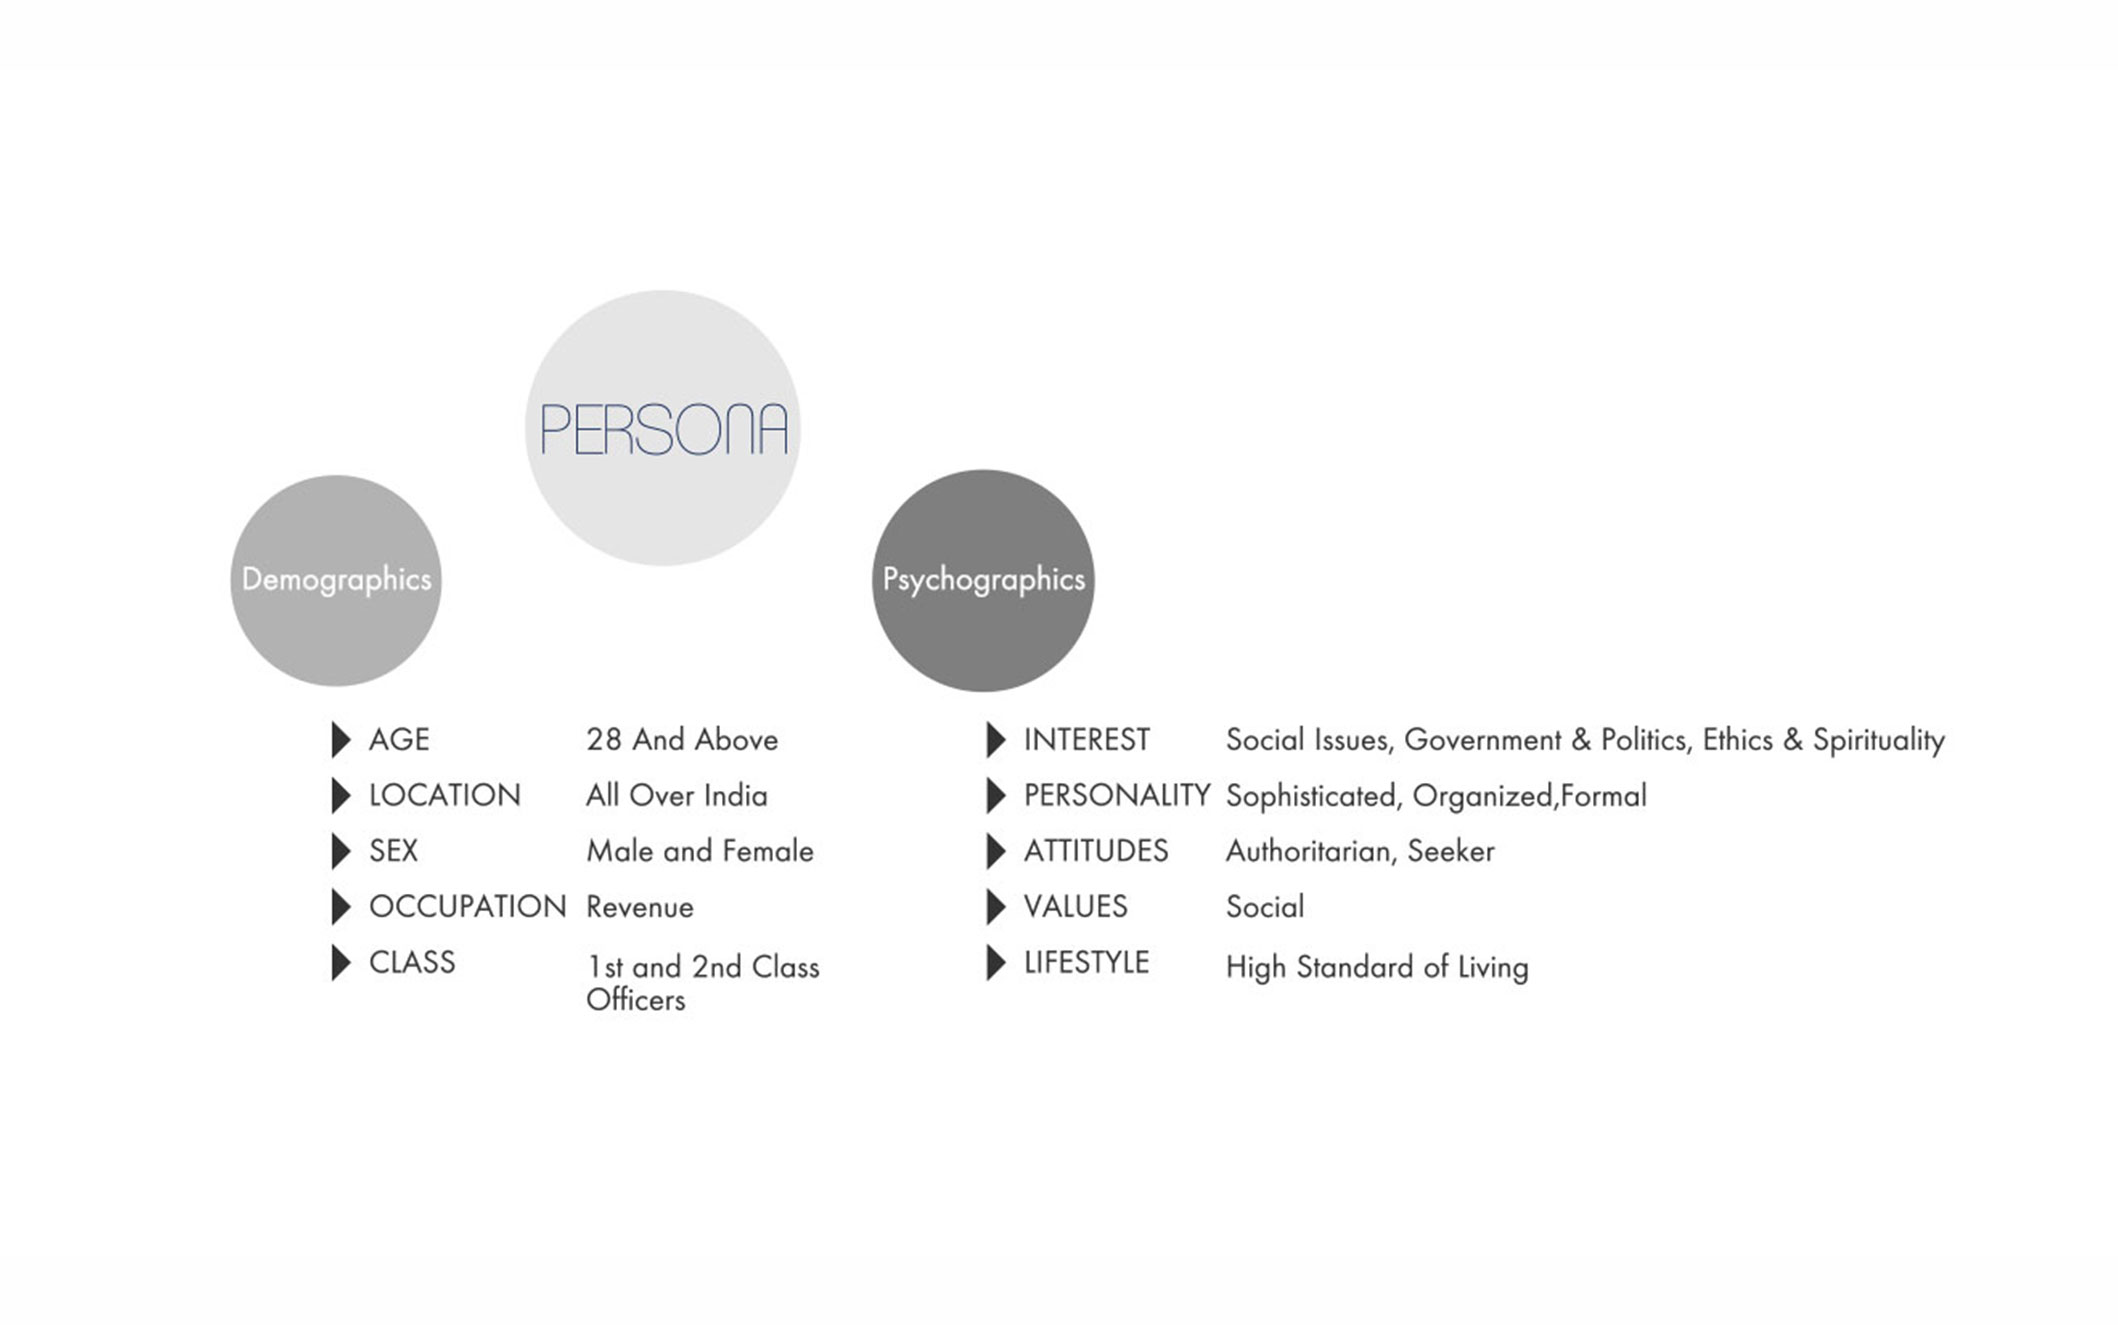 PERSONA
Demographics
AGE 28 And Above
LOCATION All Over India
SEX Male and Female
OCCUPATION Revenue
CLASS 1st and 2nd Class
Officers
Psychographics
INTEREST Social Issues, Government & Politics, Ethics & Spirituality
PERSONALITY Sophisticated, Organized,Formal
ATTITUDES Authoritarian, Seeker
VALUES Social
LIFESTYLE High Standard of Living